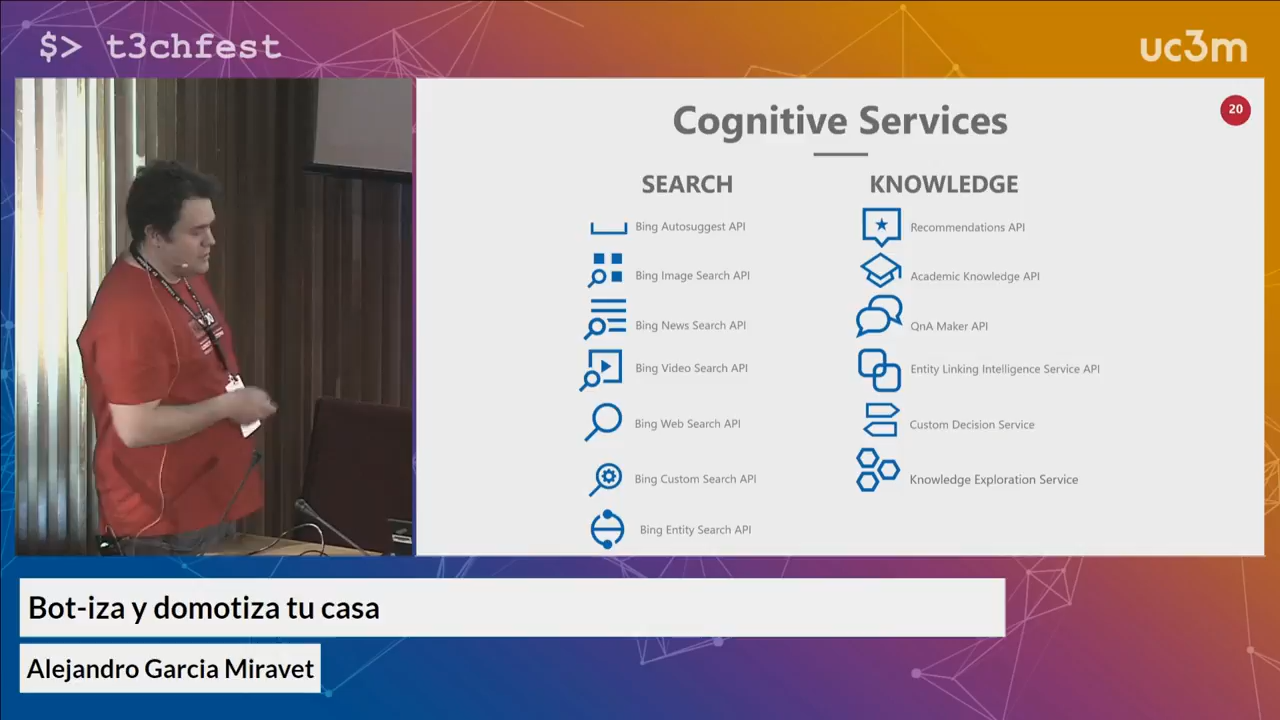 $> t3chfest
uc3m
Cognitive Services
20
SEARCH
KNOWLEDGE
Bing Autosuggest API
Recommendations API
Bing Image Search API
Academic Knowledge API
Bing News Search API
QnA Maker API
Bing Video Search API
Entity Linking Intelligence Service API
Bing Web Search API
Custom Decision Service
Bing Custom Search API
Knowledge Exploration Service
Bing Entity Search API
Bot-iza y domotiza tu casa
Alejandro Garcia Miravet